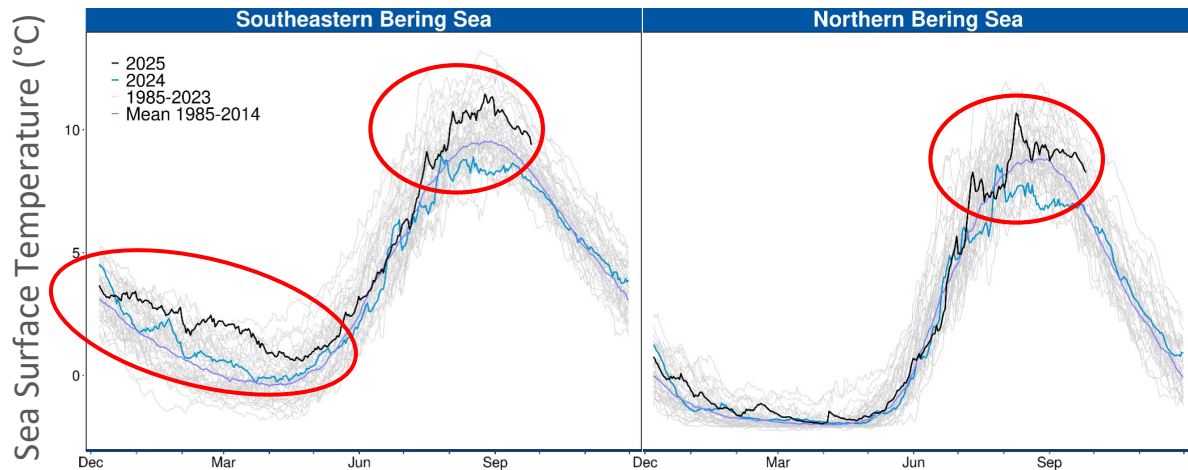 Southeastern Bering Sea
Northern Bering Sea
Sea Surface Temperature (°C)
2025
2024
1985-2023
Mean 1985-2014
10
5
0
Dec Mar Jun Sep
Dec Mar Jun Sep